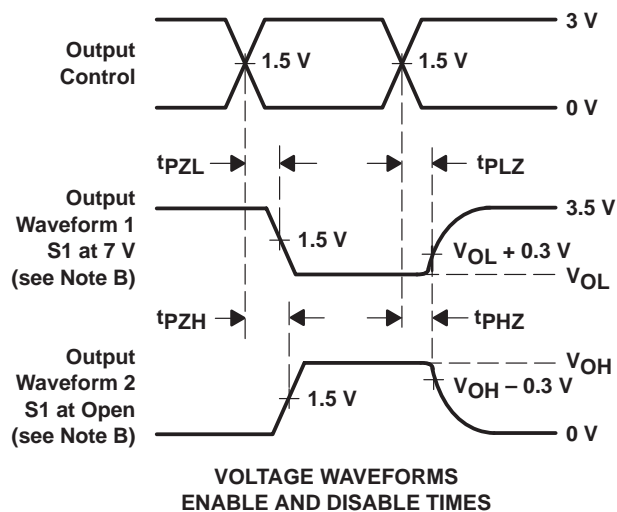 Output
Control
3 V
1.5 V
1.5 V
0 V
tPZL
tPLZ
Output
Waveform 1
S1 at 7 V
(see Note B)
3.5 V
1.5 V
VOL + 0.3 V
VOL
tPZH
tPHZ
Output
Waveform 2
S1 at Open
(see Note B)
VOH
1.5 V
VOH – 0.3 V
0 V
VOLTAGE WAVEFORMS
ENABLE AND DISABLE TIMES